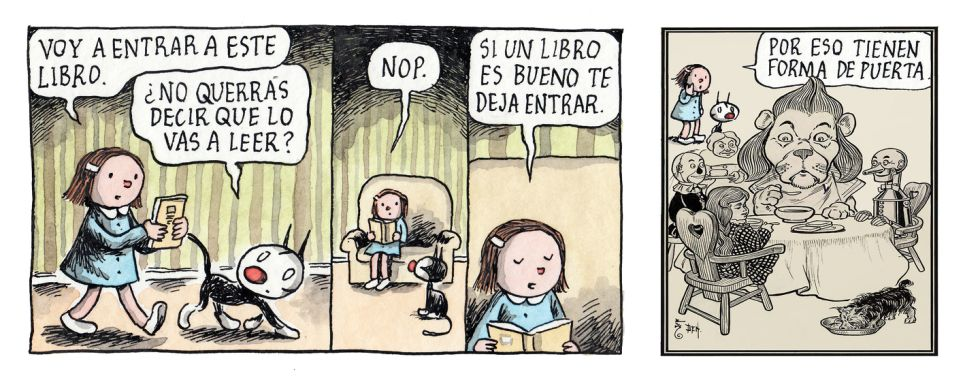 VOY A ENTRAR A ESTE
LIBRO.
¿NO QUERRÁS
DECIR QUE LO
VAS A LEER?
NOP.
SI UN LIBRO
ES BUENO TE
DEJA ENTRAR.
POR ESO TIENEN
FORMA DE PUERTA.